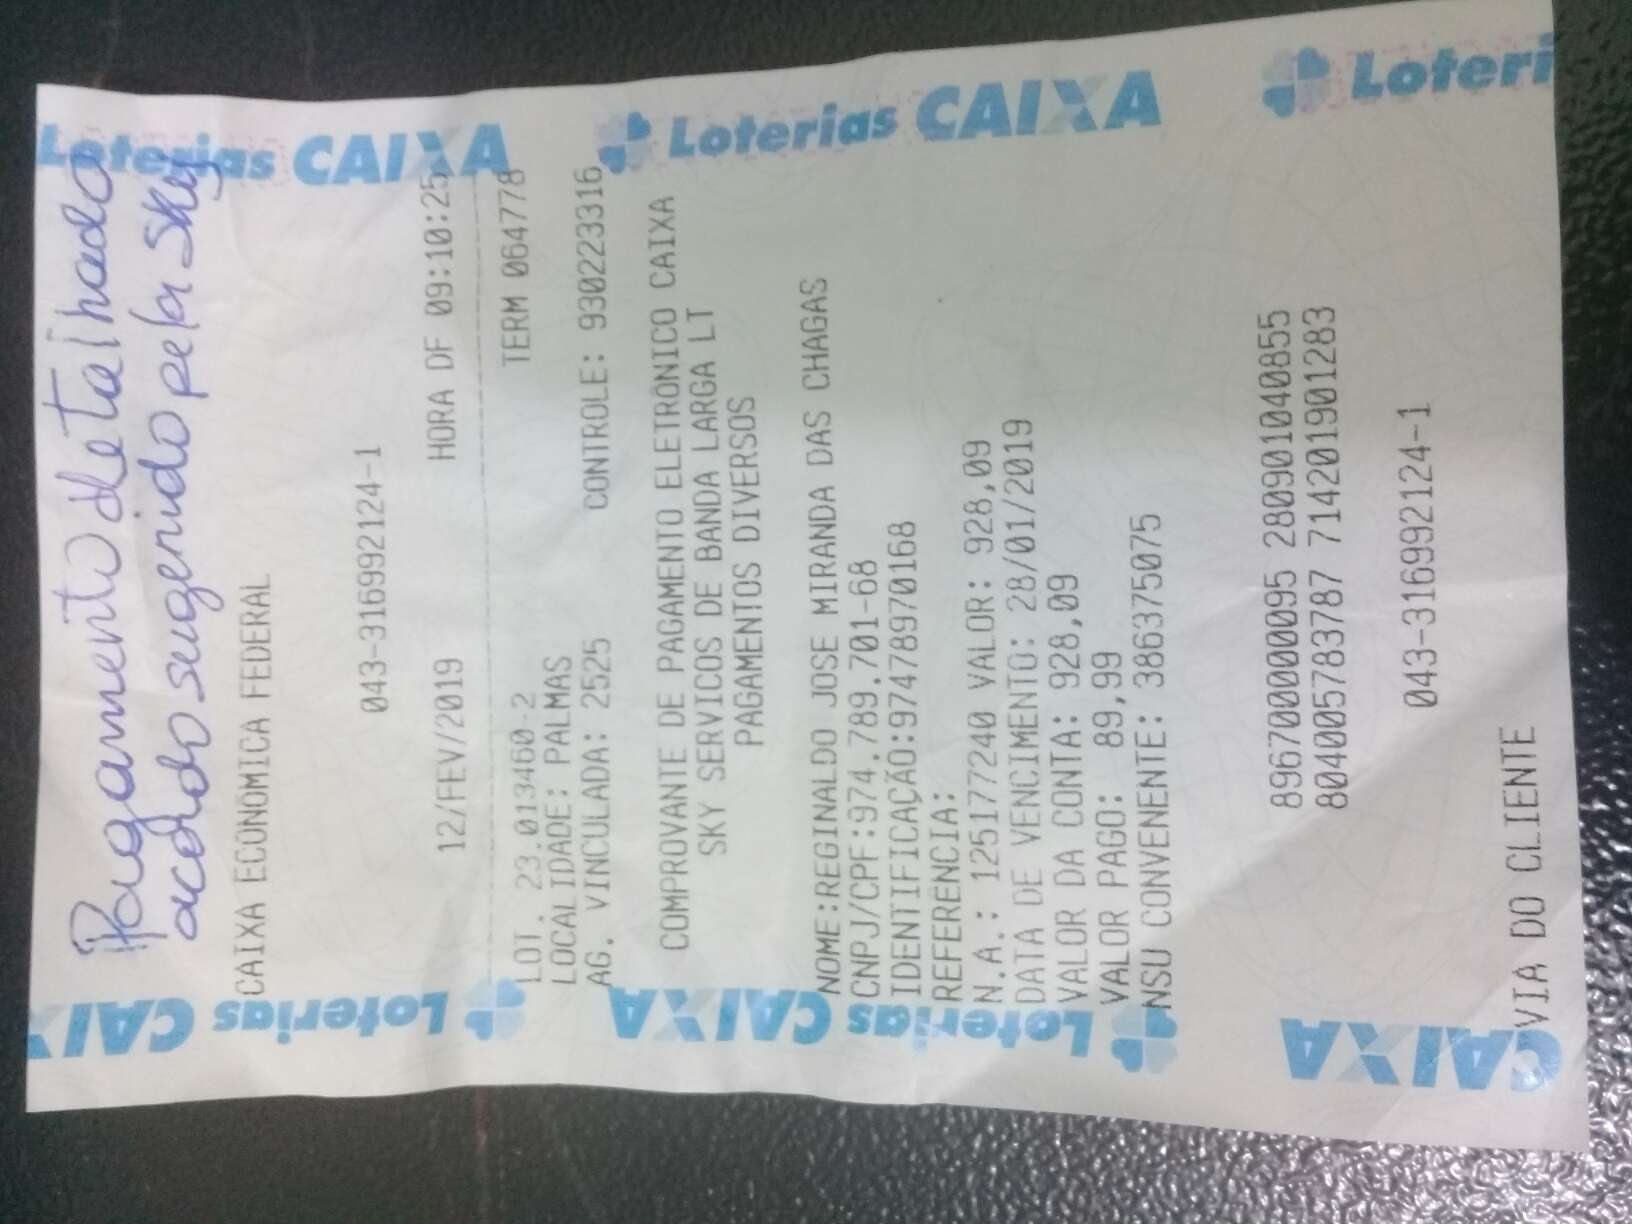 Pagamento detalhado
acordo sugerido pela Sky
CAIXA ECONÔMICA FEDERAL
043-316992124-1
12/FEV/2019 HORA DF 09:10:25
LOT. 23.013460-2 TERM 064778
LOCALIDADE: PALMAS
AG. VINCULADA: 2525 CONTROLE: 930223316
COMPROVANTE DE PAGAMENTO ELETRÔNICO CAIXA
SKY SERVICOS DE BANDA LARGA LT
PAGAMENTOS DIVERSOS
NOME:REGINALDO JOSE MIRANDA DAS CHAGAS
CNPJ/CPF:974.789.701-68
IDENTIFICAÇÃO:97478970168
REFERÊNCIA:
N.A.: 125177240 VALOR: 928,09
DATA DE VENCIMENTO: 28/01/2019
VALOR DA CONTA: 928,09
VALOR PAGO: 89,99
NSU CONVENENTE: 386375075
896700000095 280901040855
804005783787 714201901283
043-316992124-1
VIA DO CLIENTE
CAIXA
Loterias CAIXA
Loterias CAIXA
CAIXA
Loterias CAIXA
Loterias CAIXA
Loteri